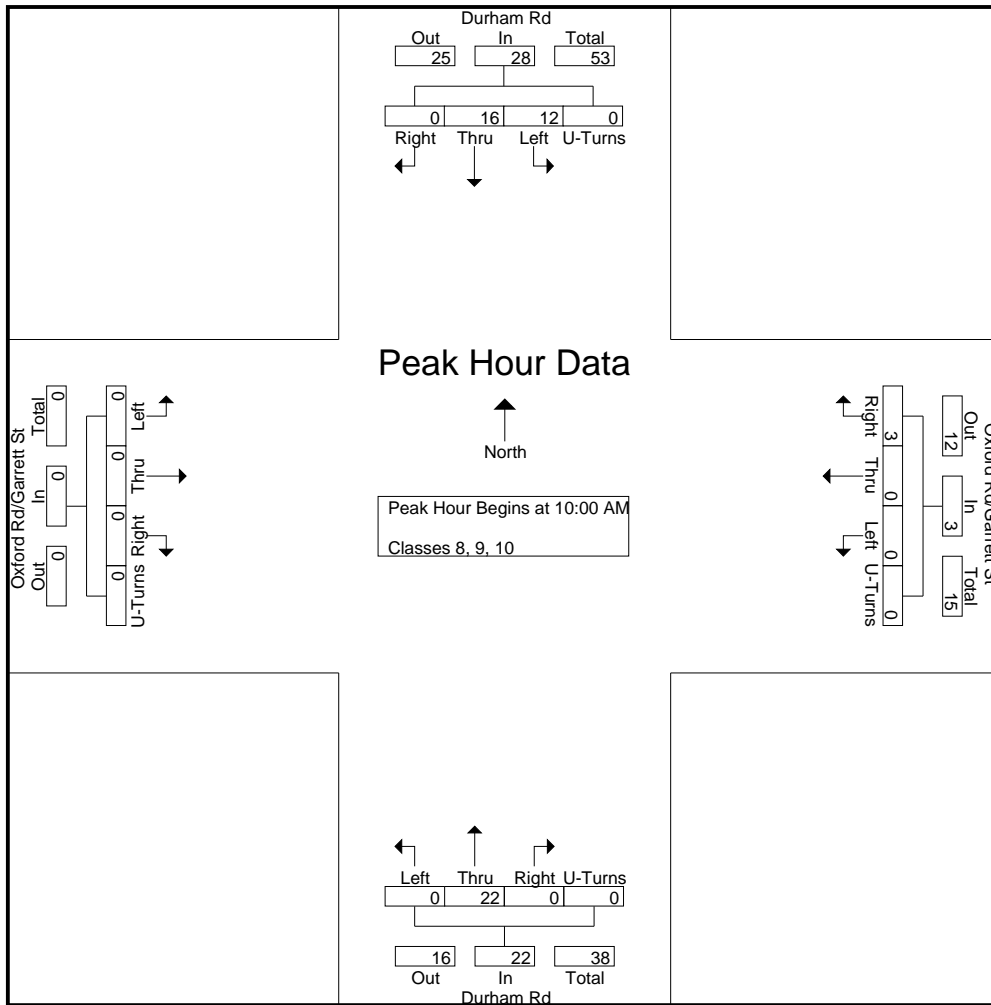 Durham Rd
Out In Total
25 28 53
0 16 12 0
Right Thru Left U-Turns
Peak Hour Data
North
Peak Hour Begins at 10:00 AM
Classes 8, 9, 10
Oxford Rd/Garrett St
Total In Out
0 0 0
0 0 0 0
Left Thru Right U-Turns
Oxford Rd/Garrett St
Out In Total
12 3 15
3 0 0 0
Right Thru Left U-Turns
Left Thru Right U-Turns
0 22 0 0
16 22 38
Out In Total
Durham Rd